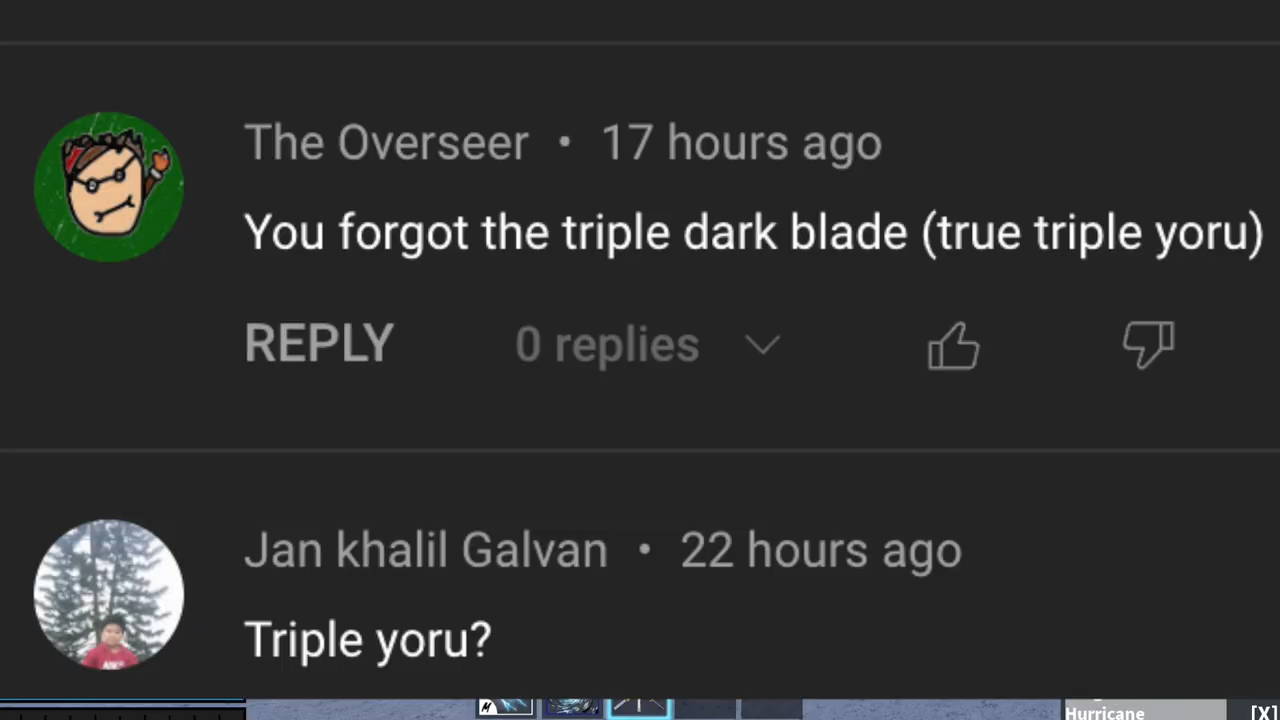 The Overseer • 17 hours ago
You forgot the triple dark blade (true triple yoru)
REPLY 0 replies
Jan khalil Galvan • 22 hours ago
Triple yoru?
Hurricane [X]